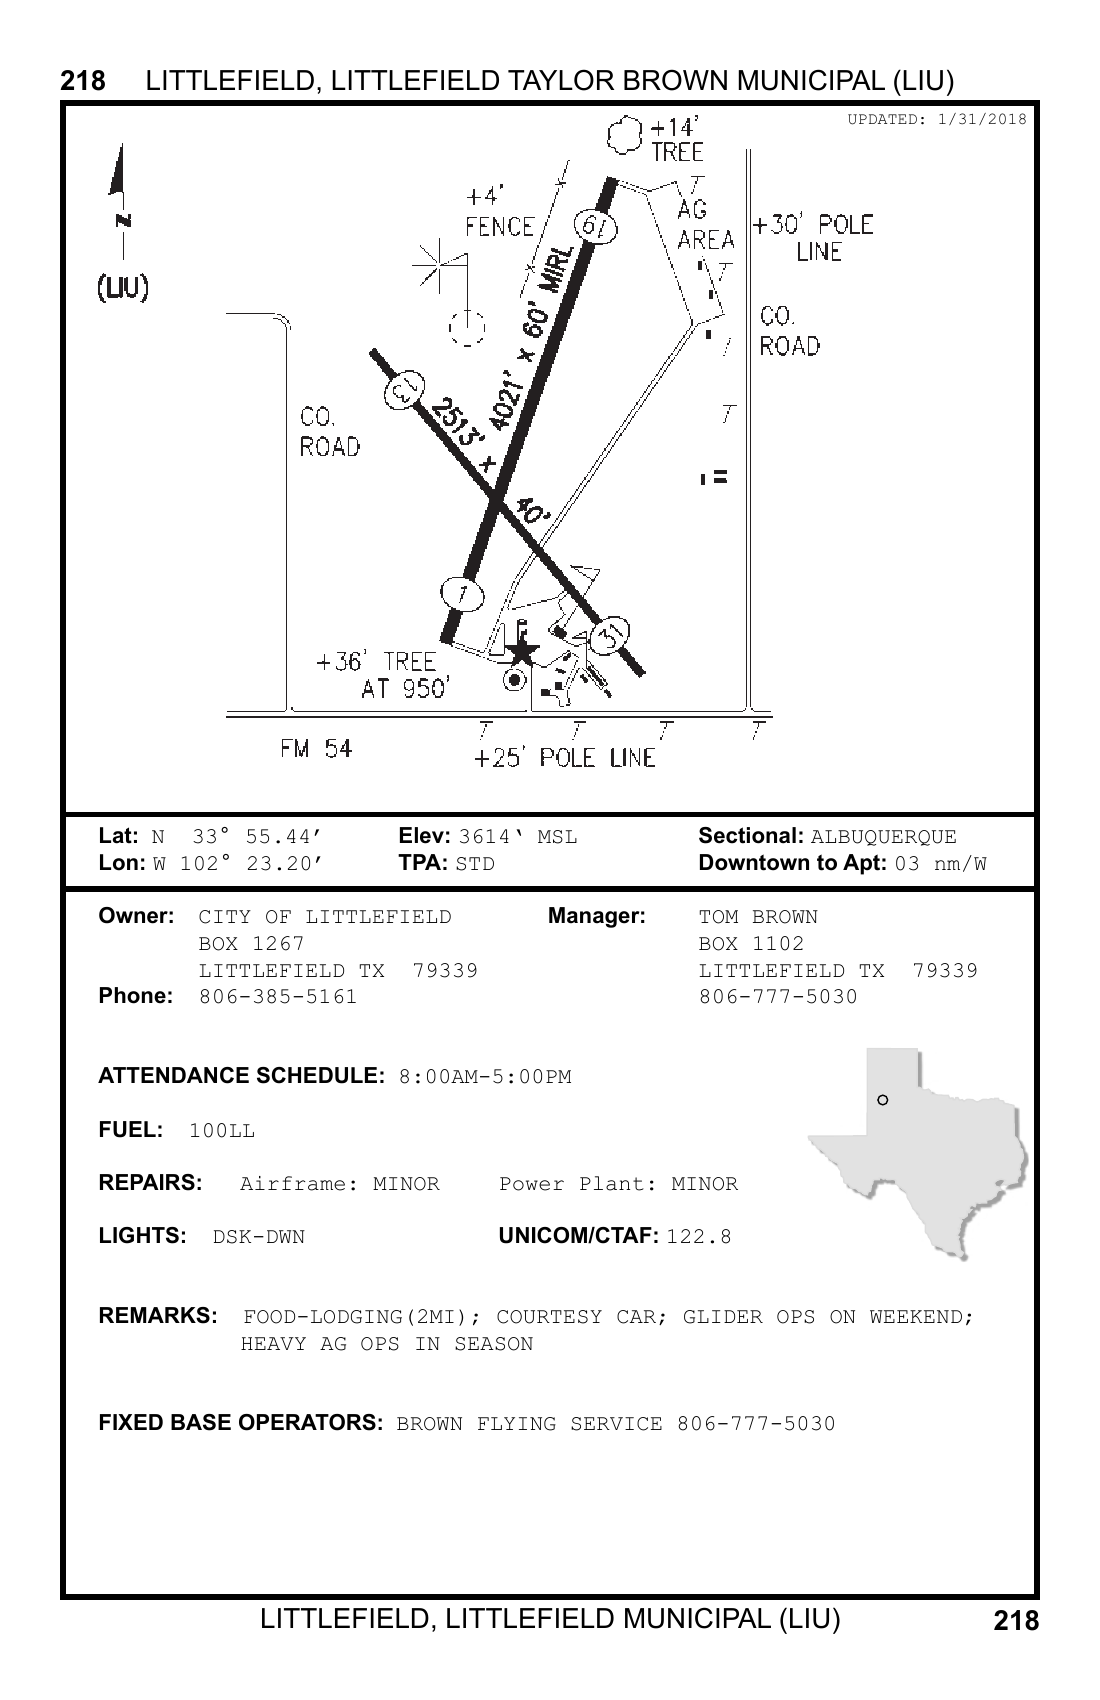 218 LITTLEFIELD, LITTLEFIELD TAYLOR BROWN MUNICIPAL (LIU)
UPDATED: 1/31/2018
+14' TREE
+4' FENCE
AG AREA
+30' POLE LINE
N
(LIU)
19
4021' x 60' MIRL
CO. ROAD
13
2513' x 40'
CO. ROAD
1
31
+36' TREE AT 950'
FM 54
+25' POLE LINE
Lat: N 33° 55.44′ Elev: 3614‘ MSL Sectional: ALBUQUERQUE
Lon: W 102° 23.20′ TPA: STD Downtown to Apt: 03 nm/W
Owner: CITY OF LITTLEFIELD Manager: TOM BROWN
BOX 1267 BOX 1102
LITTLEFIELD TX 79339 LITTLEFIELD TX 79339
Phone: 806-385-5161 806-777-5030
ATTENDANCE SCHEDULE: 8:00AM-5:00PM
FUEL: 100LL
REPAIRS: Airframe: MINOR Power Plant: MINOR
LIGHTS: DSK-DWN UNICOM/CTAF: 122.8
REMARKS: FOOD-LODGING(2MI); COURTESY CAR; GLIDER OPS ON WEEKEND;
HEAVY AG OPS IN SEASON
FIXED BASE OPERATORS: BROWN FLYING SERVICE 806-777-5030
LITTLEFIELD, LITTLEFIELD MUNICIPAL (LIU) 218